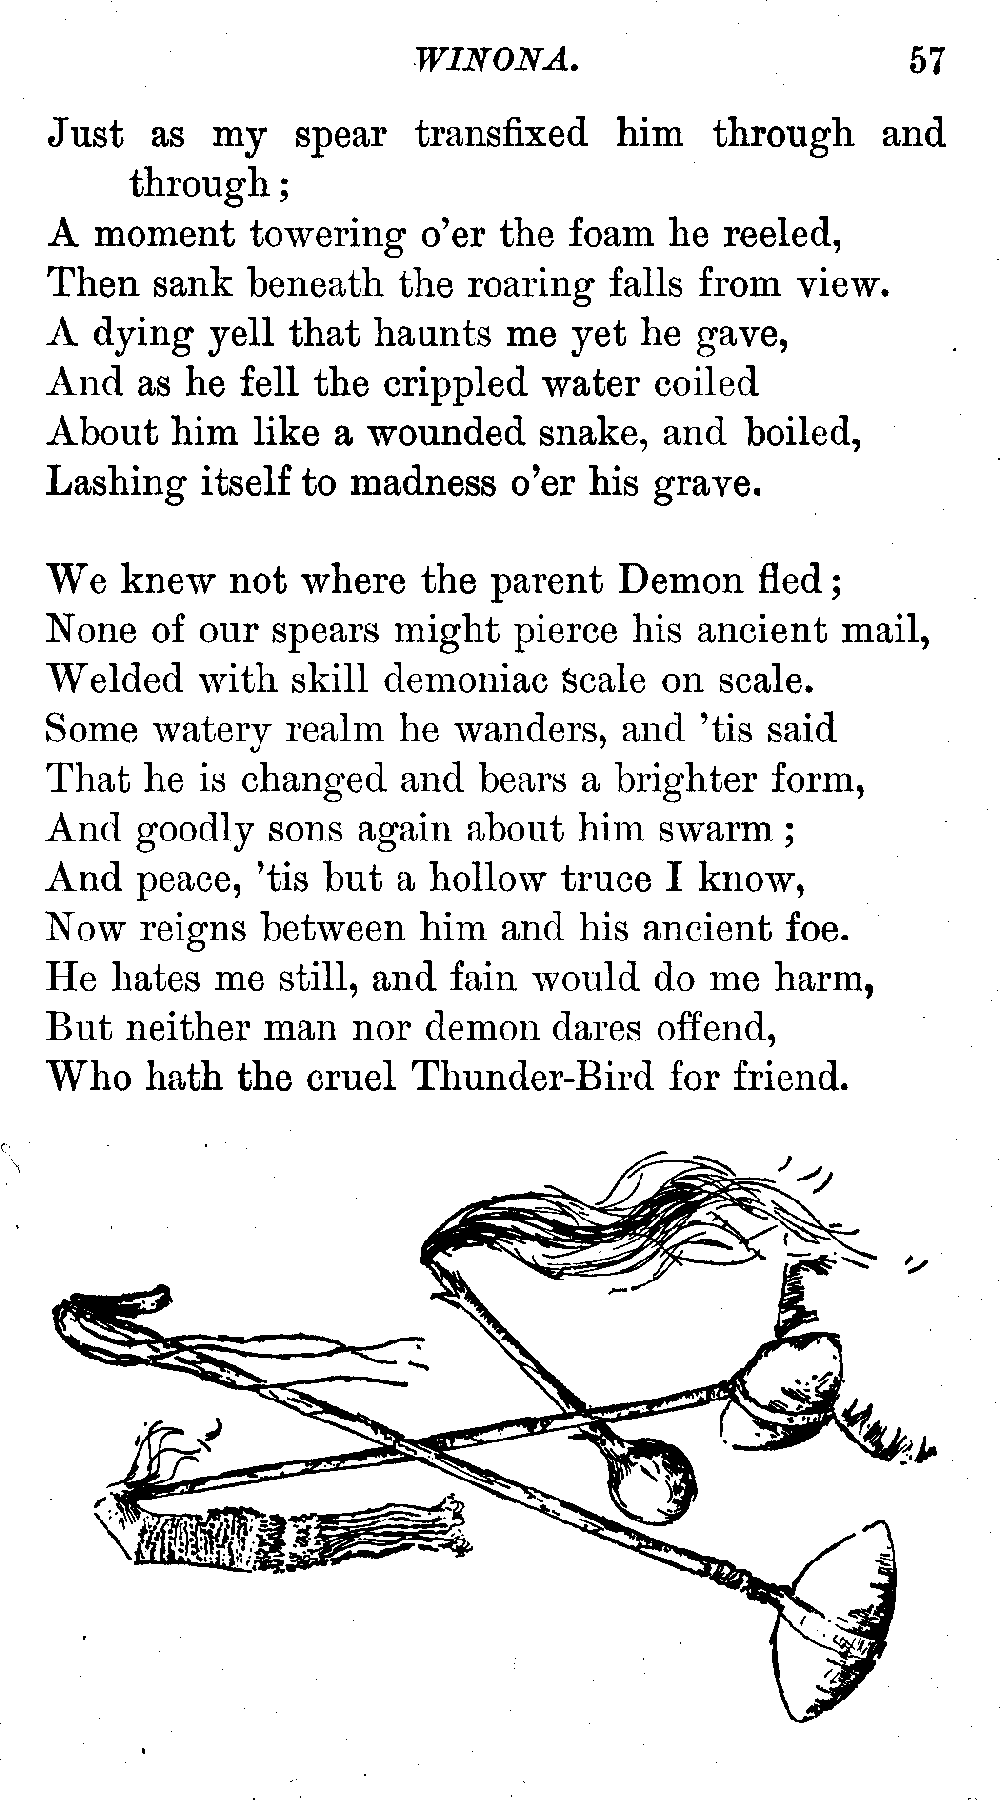 WINONA. 57
Just as my spear transfixed him through and
through;
A moment towering o'er the foam he reeled,
Then sank beneath the roaring falls from view.
A dying yell that haunts me yet he gave,
And as he fell the crippled water coiled
About him like a wounded snake, and boiled,
Lashing itself to madness o'er his grave.

We knew not where the parent Demon fled;
None of our spears might pierce his ancient mail,
Welded with skill demoniac scale on scale.
Some watery realm he wanders, and 'tis said
That he is changed and bears a brighter form,
And goodly sons again about him swarm;
And peace, 'tis but a hollow truce I know,
Now reigns between him and his ancient foe.
He hates me still, and fain would do me harm,
But neither man nor demon dares offend,
Who hath the cruel Thunder-Bird for friend.